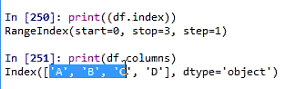 In [250]: print((df.index))
RangeIndex(start=0, stop=3, step=1)
In [251]: print(df.columns)
Index(['A', `B', `C', 'D'], dtype='object')